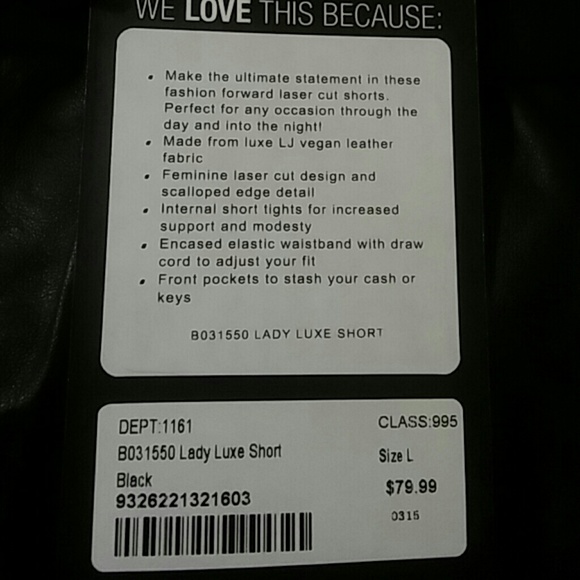 WE LOVE THIS BECAUSE:
• Make the ultimate statement in these
fashion forward laser cut shorts.
Perfect for any occasion through the
day and into the night!
• Made from luxe LJ vegan leather
fabric
• Feminine laser cut design and
scalloped edge detail
• Internal short tights for increased
support and modesty
• Encased elastic waistband with draw
cord to adjust your fit
• Front pockets to stash your cash or
keys
B031550 LADY LUXE SHORT
DEPT:1161 CLASS:995
B031550 Lady Luxe Short Size L
Black
$79.99
9326221321603
0315